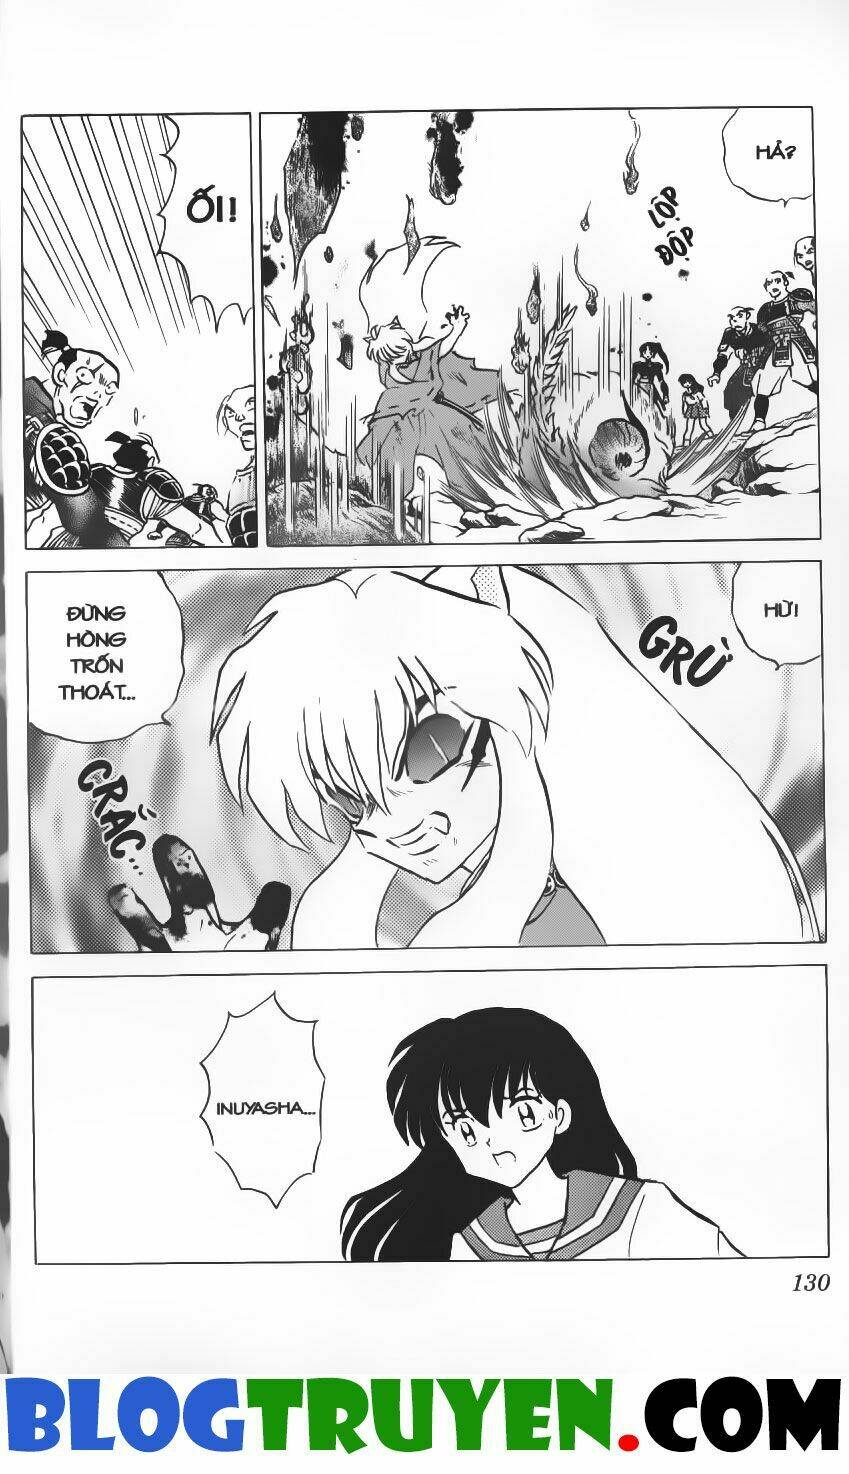 HẢ?
LỘP
ĐỘP
ỐI!
HỪ!
GRỪ
ĐỪNG
HÒNG
TRỐN
THOÁT...
CRẮC...
INUYASHA...
130
BLOGTRUYEN.COM